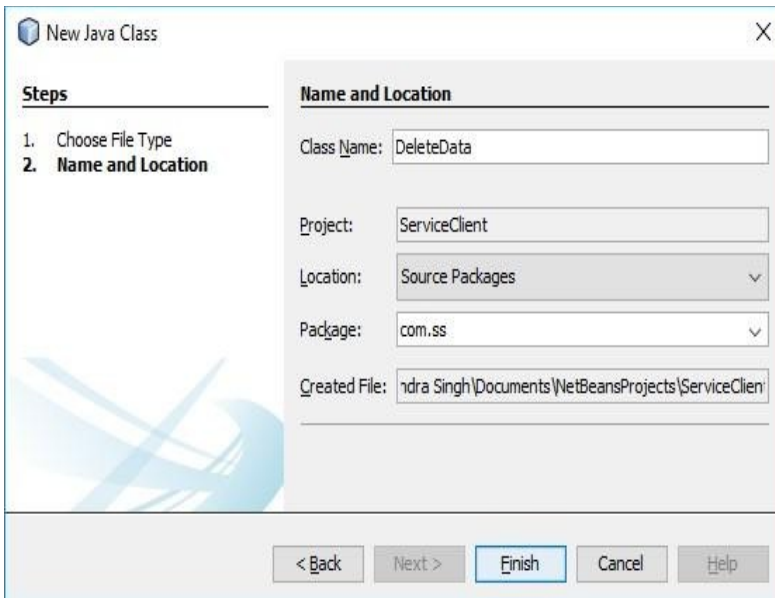 New Java Class
Steps
1. Choose File Type
2. Name and Location
Name and Location
Class Name: DeleteData
Project: ServiceClient
Location: Source Packages
Package: com.ss
Created File: ndra Singh\Documents\NetBeansProjects\ServiceClient
< Back
Next >
Finish
Cancel
Help